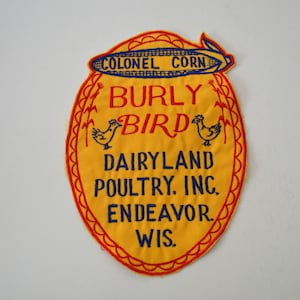 COLONEL CORN
BURLY
BIRD
DAIRYLAND
POULTRY, INC.
ENDEAVOR.
WIS.